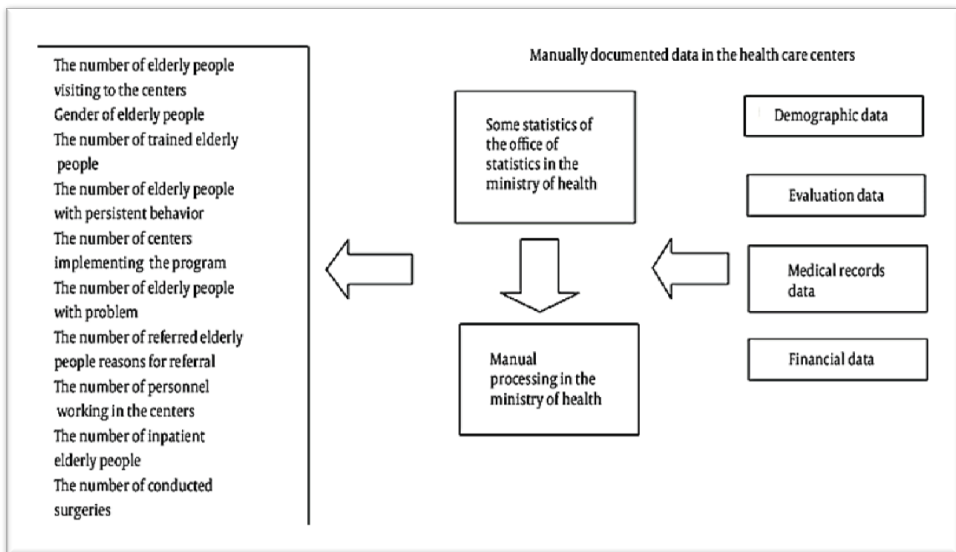 The number of elderly people
visiting to the centers
Gender of elderly people
The number of trained elderly
people
The number of elderly people
with persistent behavior
The number of centers
implementing the program
The number of elderly people
with problem
The number of referred elderly
people reasons for referral
The number of personnel
working in the centers
The number of inpatient
elderly people
The number of conducted
surgeries
Manually documented data in the health care centers
Some statistics of
the office of
statistics in the
ministry of health
Manual
processing in the
ministry of health
Demographic data
Evaluation data
Medical records
data
Financial data